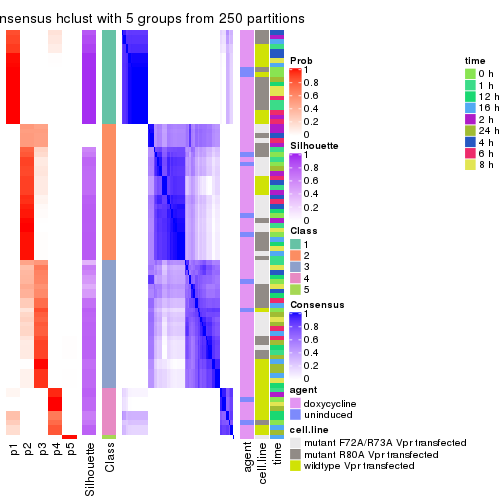 nsensus hclust with 5 groups from 250 partitions
Prob
1
0.8
0.6
0.4
0.2
0
Silhouette
1
0.8
0.6
0.4
0.2
0
Class
1
2
3
4
5
Consensus
1
0.8
0.6
0.4
0.2
0
agent
doxycycline
uninduced
cell.line
mutant F72A/R73A Vpr transfected
mutant R80A Vpr transfected
wildtype Vpr transfected
time
0 h
1 h
12 h
16 h
2 h
24 h
4 h
6 h
8 h
p1
p2
p3
p4
p5
Silhouette
Class
agent
cell.line
time